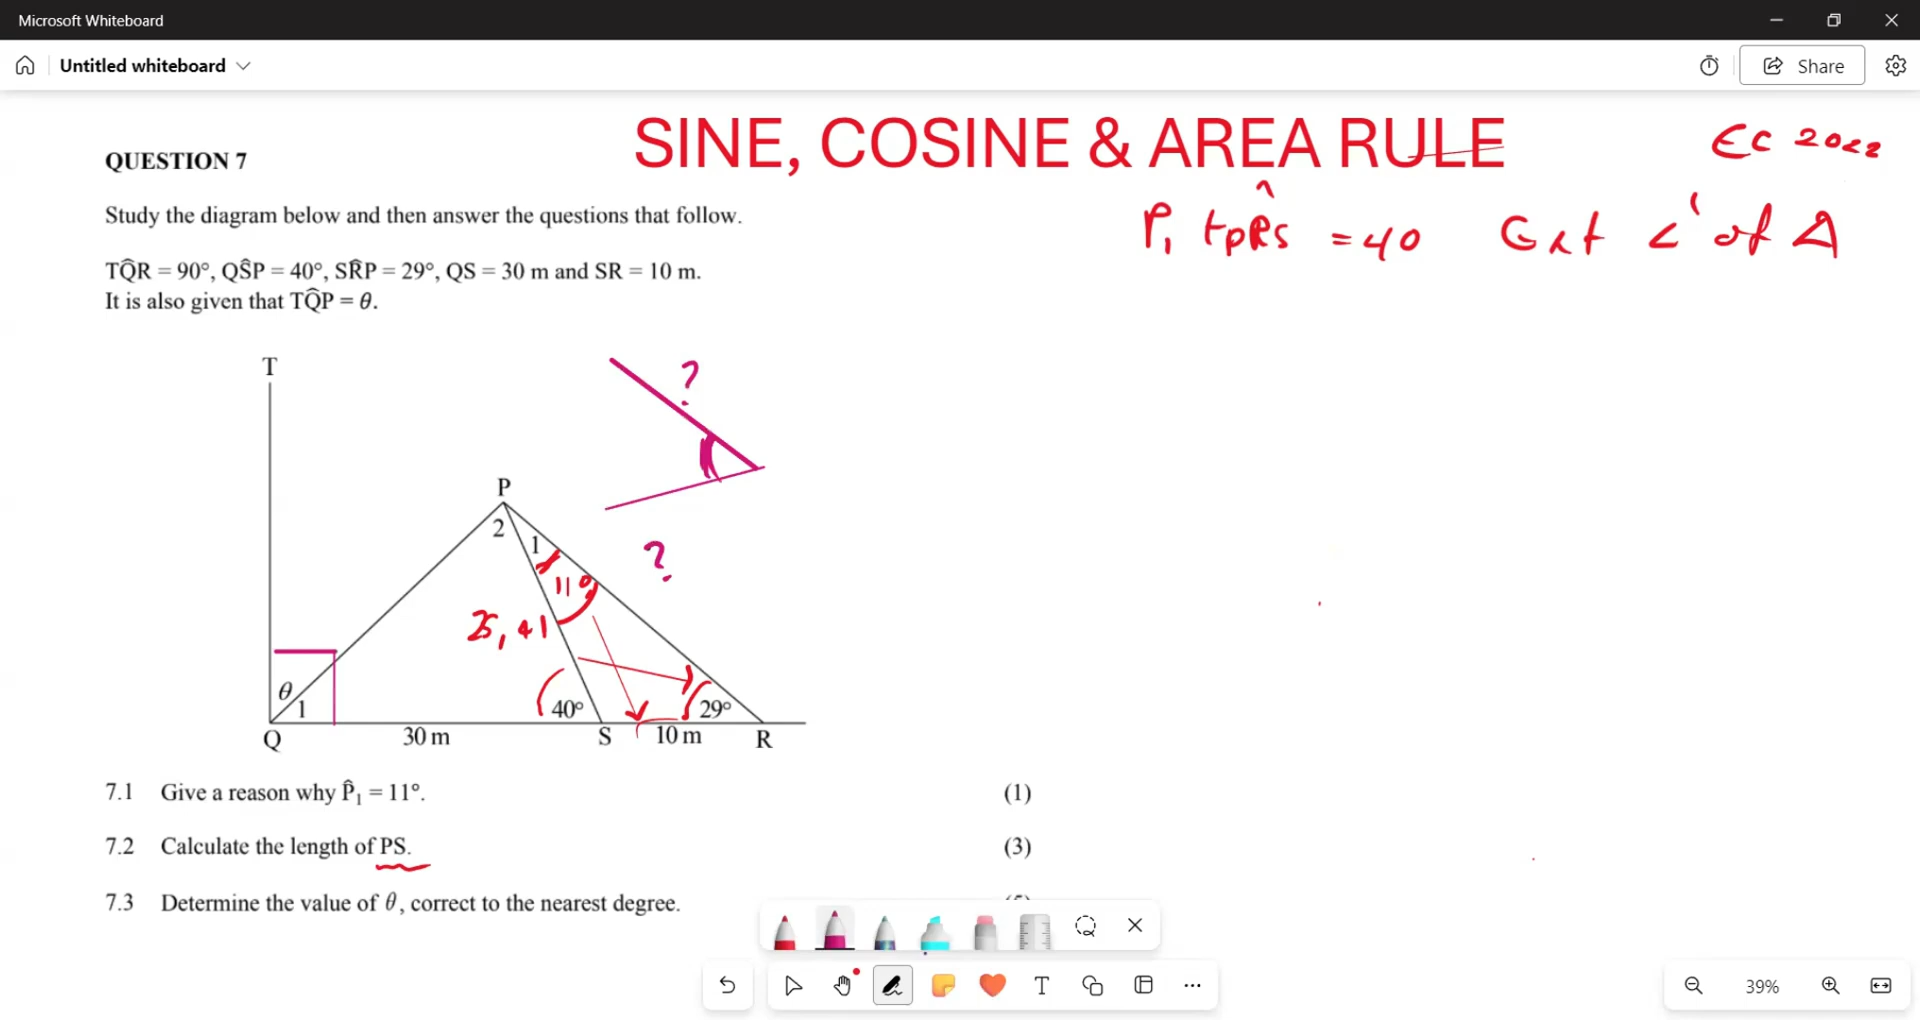 Microsoft Whiteboard
Untitled whiteboard
Share
SINE, COSINE & AREA RULE
EC 2022
QUESTION 7
Study the diagram below and then answer the questions that follow.
TQ̂R = 90°, QŜP = 40°, SR̂P = 29°, QS = 30 m and SR = 10 m.
It is also given that TQ̂P = θ.
P₁ + PR̂S = 40 Ext <' of Δ
T
?
P
2
1
?
11°
25,41
θ
1
40°
29°
Q
30 m
S
10 m
R
7.1 Give a reason why P̂₁ = 11°. (1)
7.2 Calculate the length of PS. (3)
7.3 Determine the value of θ, correct to the nearest degree.
T
39%